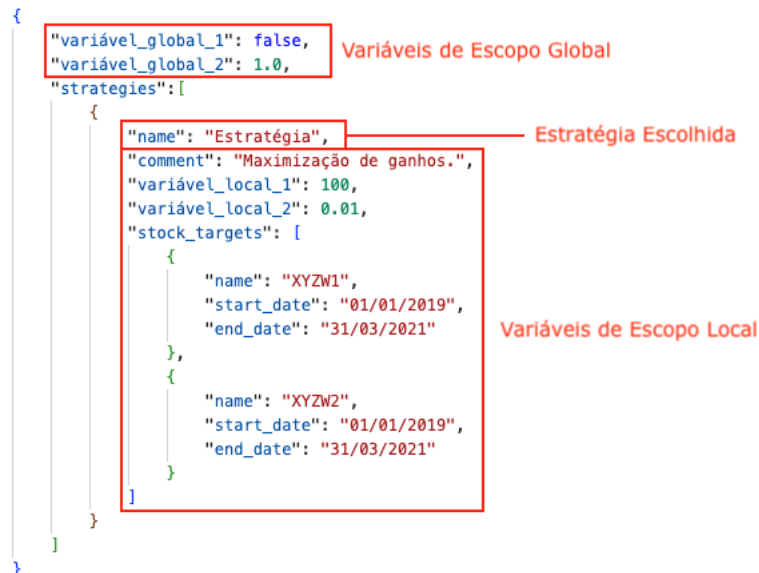 {
"variável_global_1": false,
"variável_global_2": 1.0,
Variáveis de Escopo Global
"strategies":[
{
"name": "Estratégia",
Estratégia Escolhida
"comment": "Maximização de ganhos.",
"variável_local_1": 100,
"variável_local_2": 0.01,
"stock_targets": [
{
"name": "XYZW1",
"start_date": "01/01/2019",
"end_date": "31/03/2021"
Variáveis de Escopo Local
},
{
"name": "XYZW2",
"start_date": "01/01/2019",
"end_date": "31/03/2021"
}
]
}
]
}